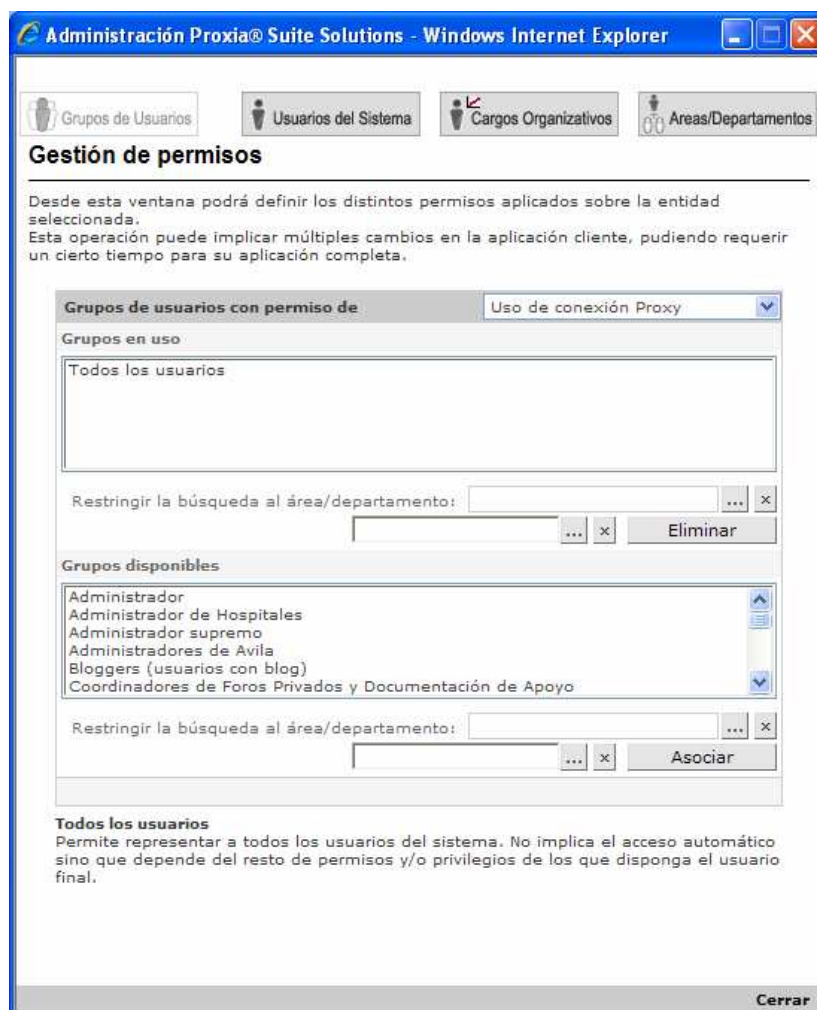 Administración Proxia® Suite Solutions - Windows Internet Explorer
Grupos de Usuarios
Usuarios del Sistema
Cargos Organizativos
Areas/Departamentos
Gestión de permisos
Desde esta ventana podrá definir los distintos permisos aplicados sobre la entidad
seleccionada.
Esta operación puede implicar múltiples cambios en la aplicación cliente, pudiendo requerir
un cierto tiempo para su aplicación completa.
Grupos de usuarios con permiso de
Uso de conexión Proxy
Grupos en uso
Todos los usuarios
Restringir la búsqueda al área/departamento:
... ×
... × Eliminar
Grupos disponibles
Administrador
Administrador de Hospitales
Administrador supremo
Administradores de Avila
Bloggers (usuarios con blog)
Coordinadores de Foros Privados y Documentación de Apoyo
Restringir la búsqueda al área/departamento:
... ×
... × Asociar
Todos los usuarios
Permite representar a todos los usuarios del sistema. No implica el acceso automático
sino que depende del resto de permisos y/o privilegios de los que disponga el usuario
final.
Cerrar